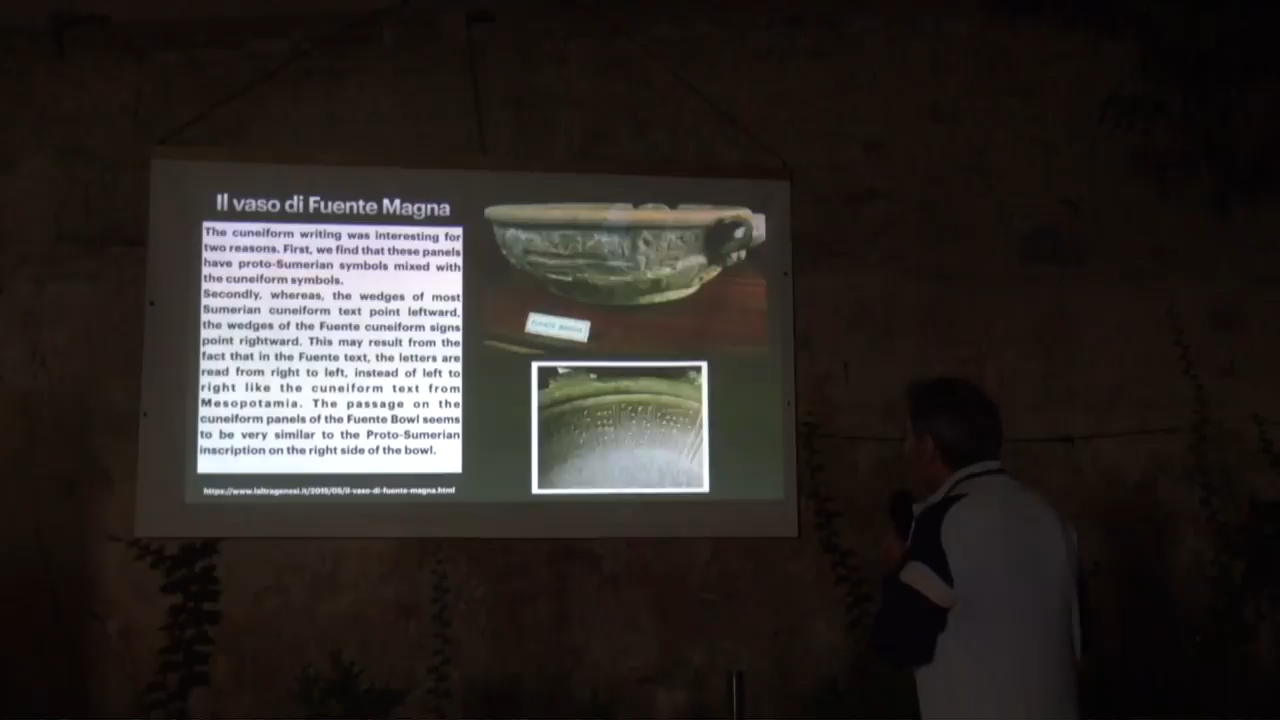 Il vaso di Fuente Magna
The cuneiform writing was interesting for
two reasons. First, we find that these panels
have proto-Sumerian symbols mixed with
the cuneiform symbols.
Secondly, whereas, the wedges of most
Sumerian cuneiform text point leftward,
the wedges of the Fuente cuneiform signs
point rightward. This may result from the
fact that in the Fuente text, the letters are
read from right to left, instead of left to
right like the cuneiform text from
Mesopotamia. The passage on the
cuneiform panels of the Fuente Bowl seems
to be very similar to the Proto-Sumerian
inscription on the right side of the bowl.
https://www.laltragenesi.it/2015/05/il-vaso-di-fuente-magna.html
FUENTE MAGNA